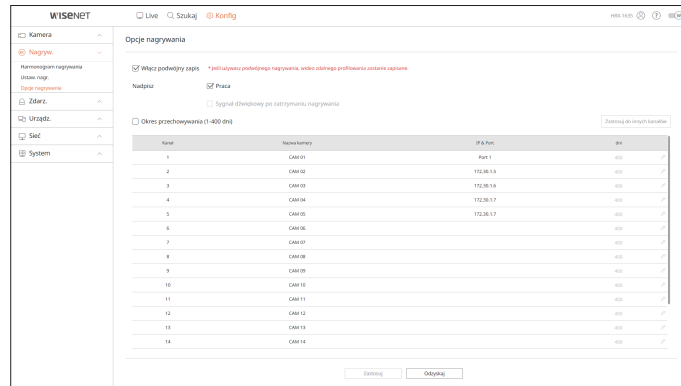 WISENET Live Szukaj Konfig HRX-1635
Kamera
Nagryw.
Harmonogram nagrywania
Ustaw. nagr.
Opcje nagrywania
Zdarz.
Urządz.
Sieć
System
Opcje nagrywania
Włącz podwójny zapis * Jeśli używasz podwójnego nagrywania, wideo zdalnego profilowania zostanie zapisane.
Nadpisz Praca
Sygnał dźwiękowy po zatrzymaniu nagrywania
Okres przechowywania (1-400 dni) Zastosuj do innych kanałów
Kanał Nazwa kamery IP & Port dni
1 CAM 01 Port 1 400
2 CAM 02 172.30.1.5 400
3 CAM 03 172.30.1.6 400
4 CAM 04 172.30.1.7 400
5 CAM 05 172.30.1.7 400
6 CAM 06 400
7 CAM 07 400
8 CAM 08 400
9 CAM 09 400
10 CAM 10 400
11 CAM 11 400
12 CAM 12 400
13 CAM 13 400
14 CAM 14 400
Zastosuj Odzyskaj